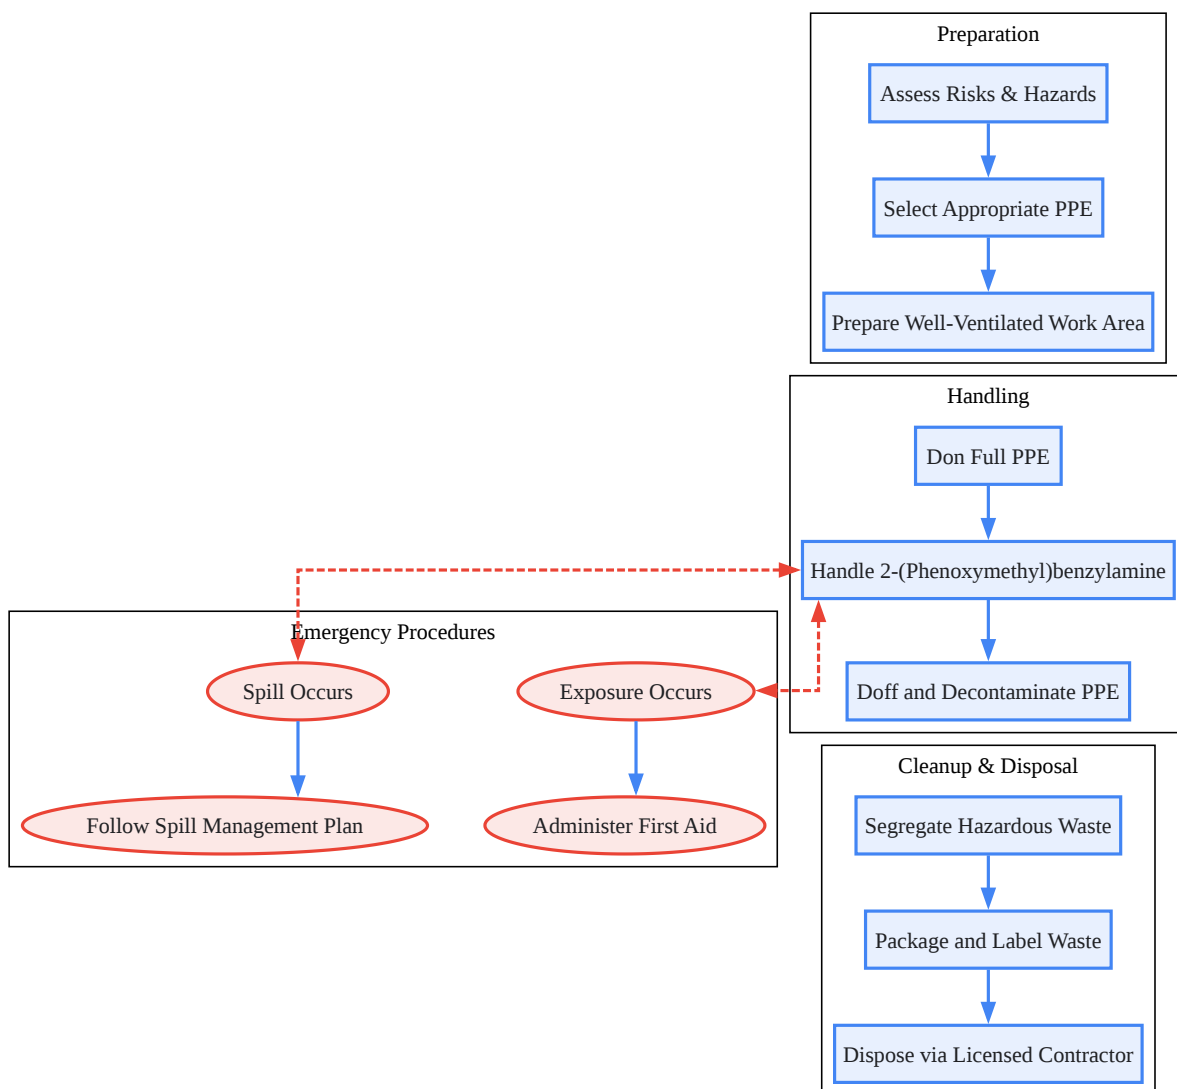 Preparation
Assess Risks & Hazards
Select Appropriate PPE
Prepare Well-Ventilated Work Area
Handling
Don Full PPE
Handle 2-(Phenoxymethyl)benzylamine
Doff and Decontaminate PPE
Emergency Procedures
Spill Occurs
Exposure Occurs
Follow Spill Management Plan
Administer First Aid
Cleanup & Disposal
Segregate Hazardous Waste
Package and Label Waste
Dispose via Licensed Contractor